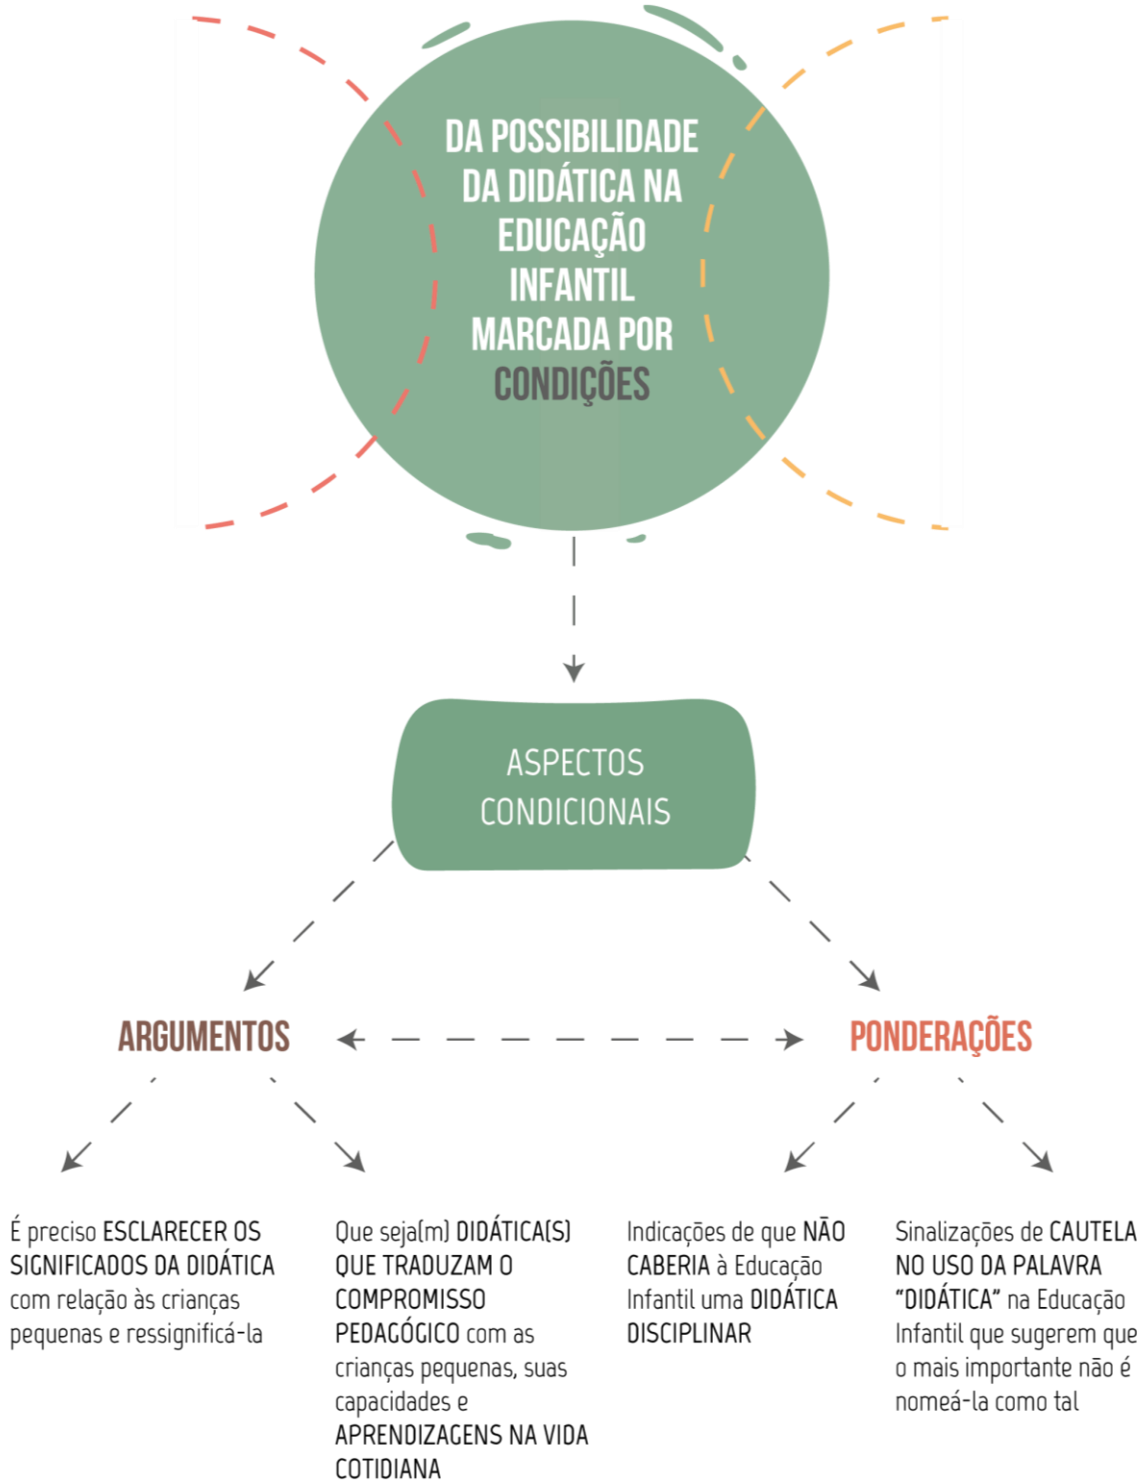 DA POSSIBILIDADE
DA DIDÁTICA NA
EDUCAÇÃO
INFANTIL
MARCADA POR
CONDIÇÕES
ASPECTOS
CONDICIONAIS
ARGUMENTOS
PONDERAÇÕES
É preciso ESCLARECER OS
SIGNIFICADOS DA DIDÁTICA
com relação às crianças
pequenas e ressignificá-la
Que seja(m) DIDÁTICA(S)
QUE TRADUZAM O
COMPROMISSO
PEDAGÓGICO com as
crianças pequenas, suas
capacidades e
APRENDIZAGENS NA VIDA
COTIDIANA
Indicações de que NÃO
CABERIA à Educação
Infantil uma DIDÁTICA
DISCIPLINAR
Sinalizações de CAUTELA
NO USO DA PALAVRA
“DIDÁTICA” na Educação
Infantil que sugerem que
o mais importante não é
nomeá-la como tal